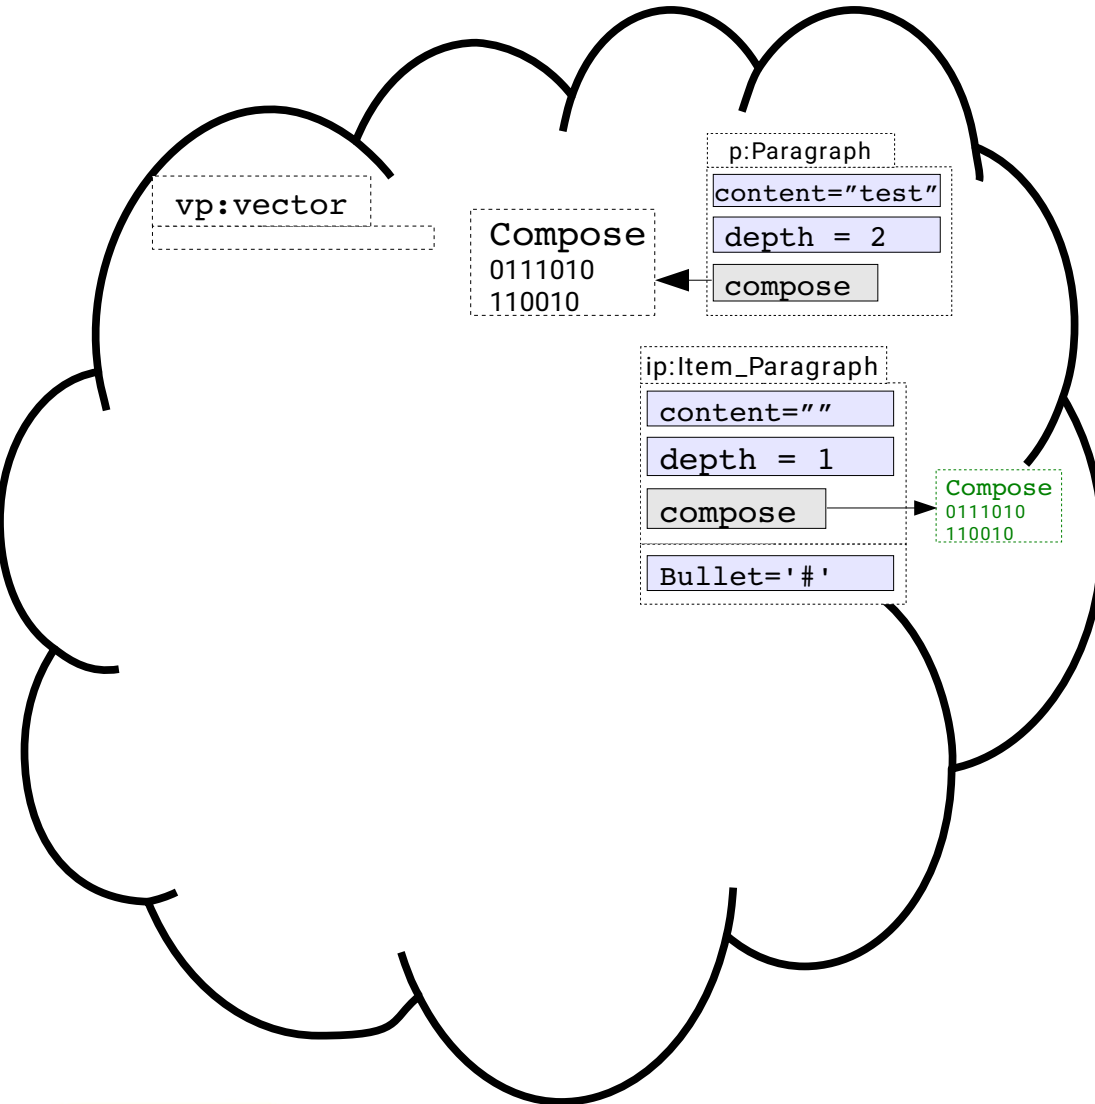 vp:vector
Compose
0111010
110010
p:Paragraph
content=”test”
depth = 2
compose
ip:Item_Paragraph
content=””
depth = 1
compose
Bullet='#'
Compose
0111010
110010